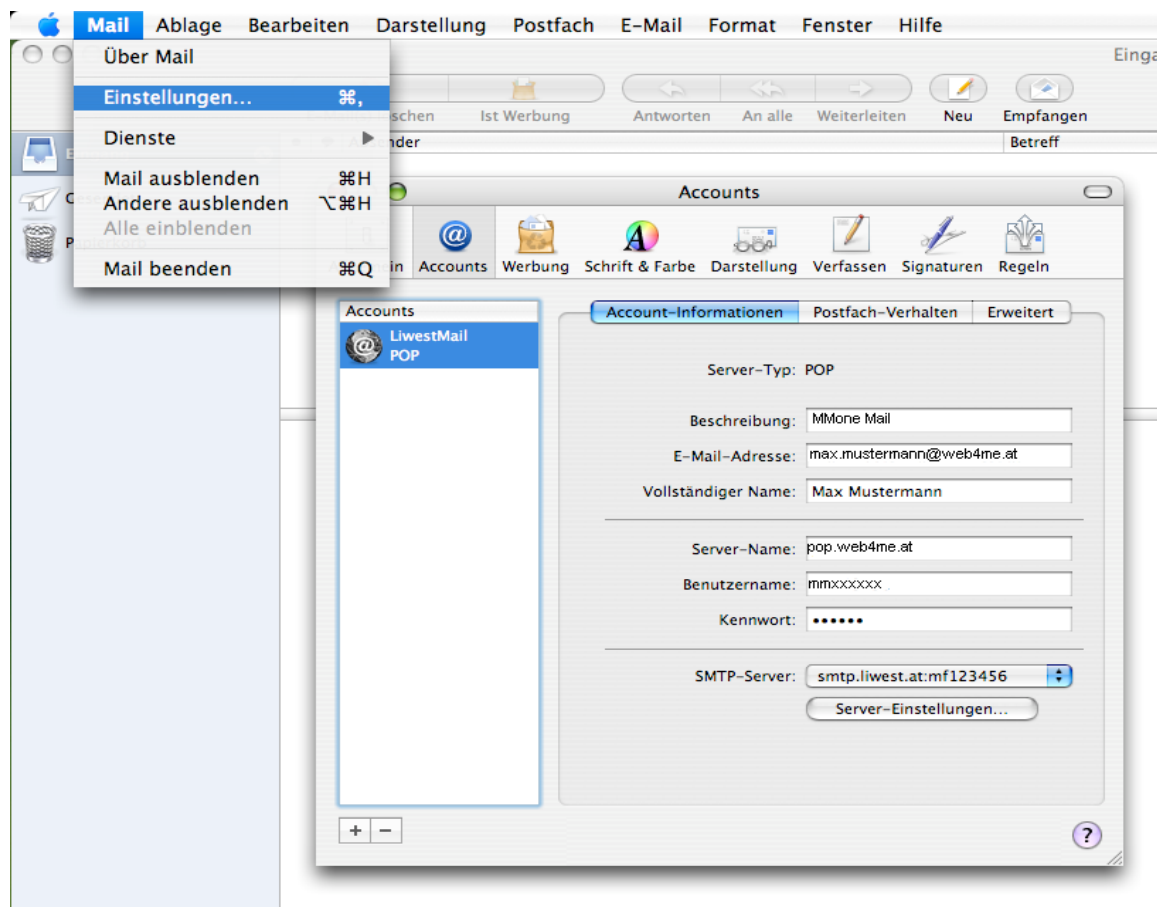 Mail Ablage Bearbeiten Darstellung Postfach E-Mail Format Fenster Hilfe
Über Mail
Einstellungen... ⌘,
Dienste
Mail ausblenden ⌘H
Andere ausblenden ⌥⌘H
Alle einblenden
Mail beenden ⌘Q
Ist Werbung Antworten An alle Weiterleiten Neu Empfangen
Betreff
Accounts
Accounts Werbung Schrift & Farbe Darstellung Verfassen Signaturen Regeln
Accounts
LiwestMail
POP
Account-Informationen Postfach-Verhalten Erweitert
Server-Typ: POP
Beschreibung: MMone Mail
E-Mail-Adresse: max.mustermann@web4me.at
Vollständiger Name: Max Mustermann
Server-Name: pop.web4me.at
Benutzername: mmxxxxxx
Kennwort: ••••••
SMTP-Server: smtp.liwest.at:mf123456
Server-Einstellungen...
+ −
?